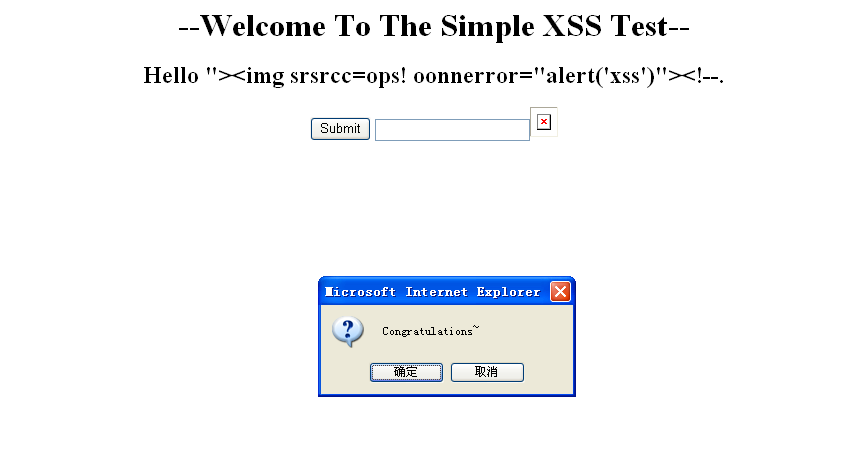 --Welcome To The Simple XSS Test--
Hello "><img srsrcc=ops! oonnerror="alert('xss')"><!--.
Submit
Microsoft Internet Explorer
Congratulations~
确定 取消